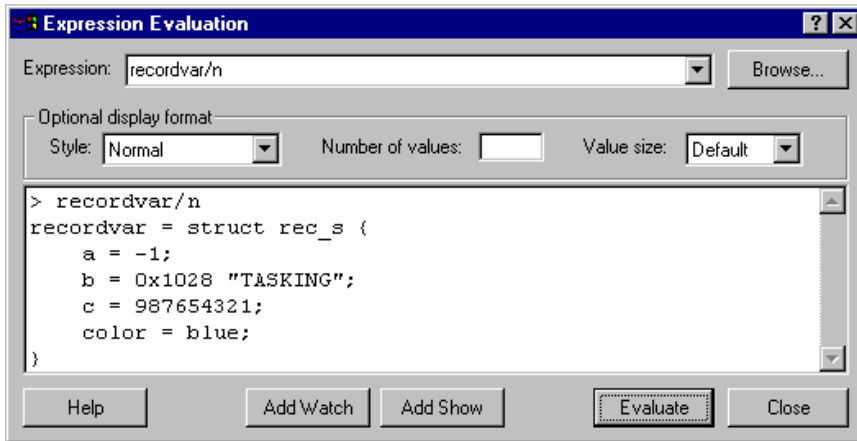 Expression Evaluation
Expression: recordvar/n Browse...
Optional display format
Style: Normal Number of values: Value size: Default
> recordvar/n
recordvar = struct rec_s {
    a = -1;
    b = 0x1028 "TASKING";
    c = 987654321;
    color = blue;
}
Help Add Watch Add Show Evaluate Close